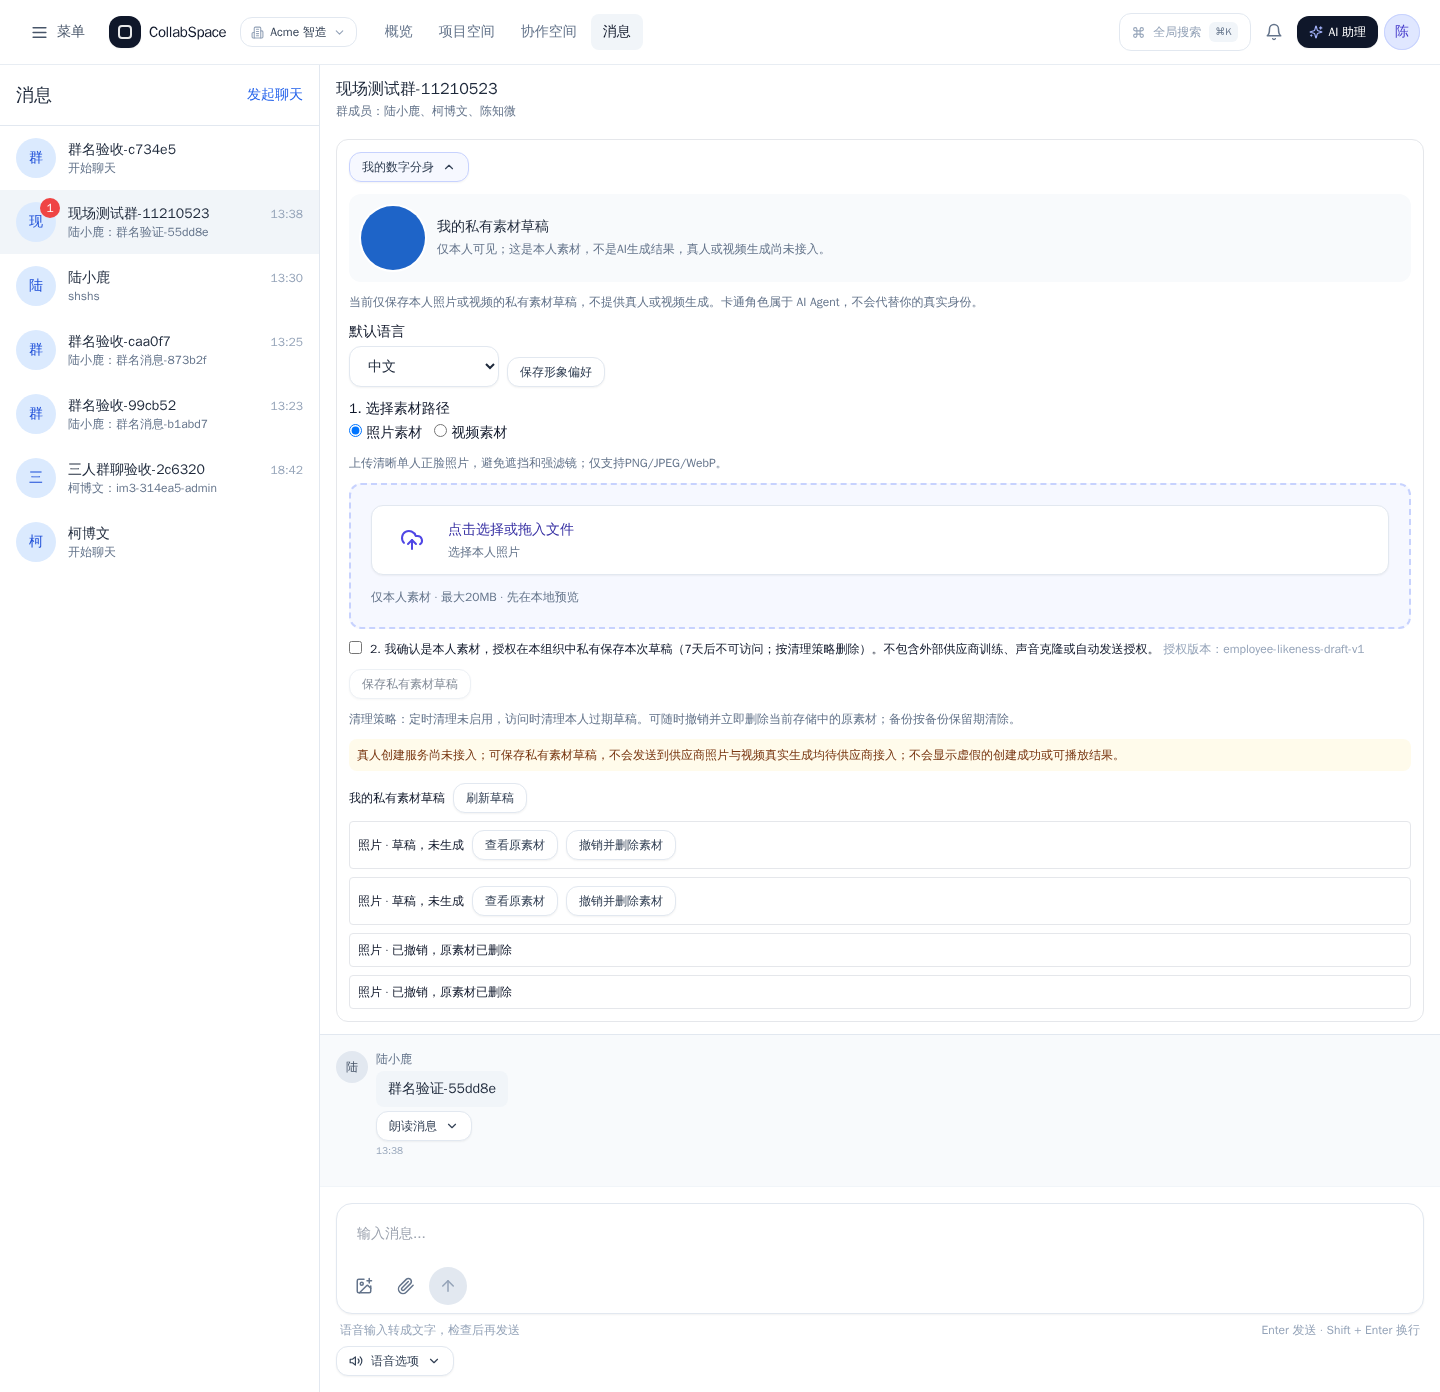 菜单
CollabSpace
Acme 智造
概览
项目空间
协作空间
消息
全局搜索
⌘K
AI 助理
陈
消息
发起聊天
群
群名验收-c734e5
开始聊天
现
1
现场测试群-11210523
13:38
陆小鹿：群名验证-55dd8e
陆
陆小鹿
13:30
shshs
群
群名验收-caa0f7
13:25
陆小鹿：群名消息-873b2f
群
群名验收-99cb52
13:23
陆小鹿：群名消息-b1abd7
三
三人群聊验收-2c6320
18:42
柯博文：im3-314ea5-admin
柯
柯博文
开始聊天
现场测试群-11210523
群成员：陆小鹿、柯博文、陈知微
我的数字分身
我的私有素材草稿
仅本人可见；这是本人素材，不是AI生成结果，真人或视频生成尚未接入。
当前仅保存本人照片或视频的私有素材草稿，不提供真人或视频生成。卡通角色属于 AI Agent，不会代替你的真实身份。
默认语言
中文
保存形象偏好
1. 选择素材路径
照片素材
视频素材
上传清晰单人正脸照片，避免遮挡和强滤镜；仅支持PNG/JPEG/WebP。
点击选择或拖入文件
选择本人照片
仅本人素材 · 最大20MB · 先在本地预览
2. 我确认是本人素材，授权在本组织中私有保存本次草稿（7天后不可访问；按清理策略删除）。不包含外部供应商训练、声音克隆或自动发送授权。 授权版本：employee-likeness-draft-v1
保存私有素材草稿
清理策略：定时清理未启用，访问时清理本人过期草稿。可随时撤销并立即删除当前存储中的原素材；备份按备份保留期清除。
真人创建服务尚未接入；可保存私有素材草稿，不会发送到供应商照片与视频真实生成均待供应商接入；不会显示虚假的创建成功或可播放结果。
我的私有素材草稿
刷新草稿
照片 · 草稿，未生成
查看原素材
撤销并删除素材
照片 · 草稿，未生成
查看原素材
撤销并删除素材
照片 · 已撤销，原素材已删除
照片 · 已撤销，原素材已删除
陆
陆小鹿
群名验证-55dd8e
朗读消息
13:38
输入消息...
语音输入转成文字，检查后再发送
Enter 发送 · Shift + Enter 换行
语音选项